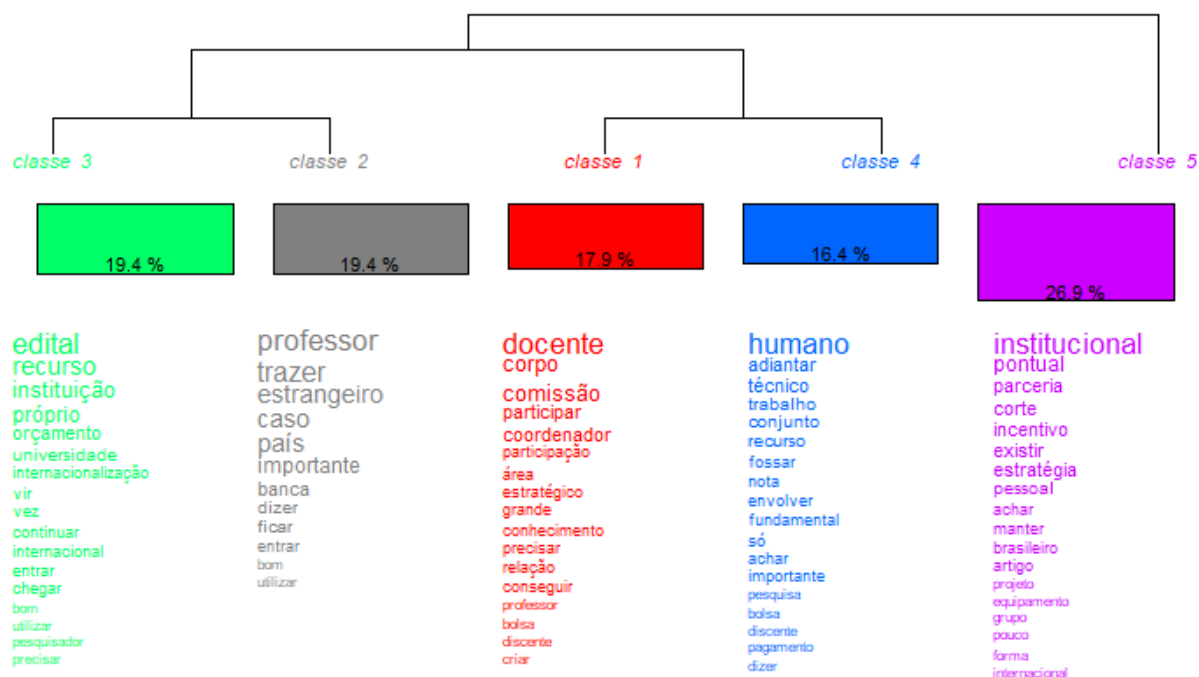 classe 3
classe 2
classe 1
classe 4
classe 5
19.4 %
19.4 %
17.9 %
16.4 %
26.9 %
edital
recurso
instituição
próprio
orçamento
universidade
internacionalização
vir
vez
continuar
internacional
entrar
chegar
bom
utilizar
pesquisador
precisar
professor
trazer
estrangeiro
caso
país
importante
banca
dizer
ficar
entrar
bom
utilizar
docente
corpo
comissão
participar
coordenador
participação
área
estratégico
grande
conhecimento
precisar
relação
conseguir
professor
bolsa
discente
criar
humano
adiantar
técnico
trabalho
conjunto
recurso
fossar
nota
envolver
fundamental
só
achar
importante
pesquisa
bolsa
discente
pagamento
dizer
institucional
pontual
parceria
corte
incentivo
existir
estratégia
pessoal
achar
manter
brasileiro
artigo
projeto
equipamento
grupo
pouco
forma
internacional